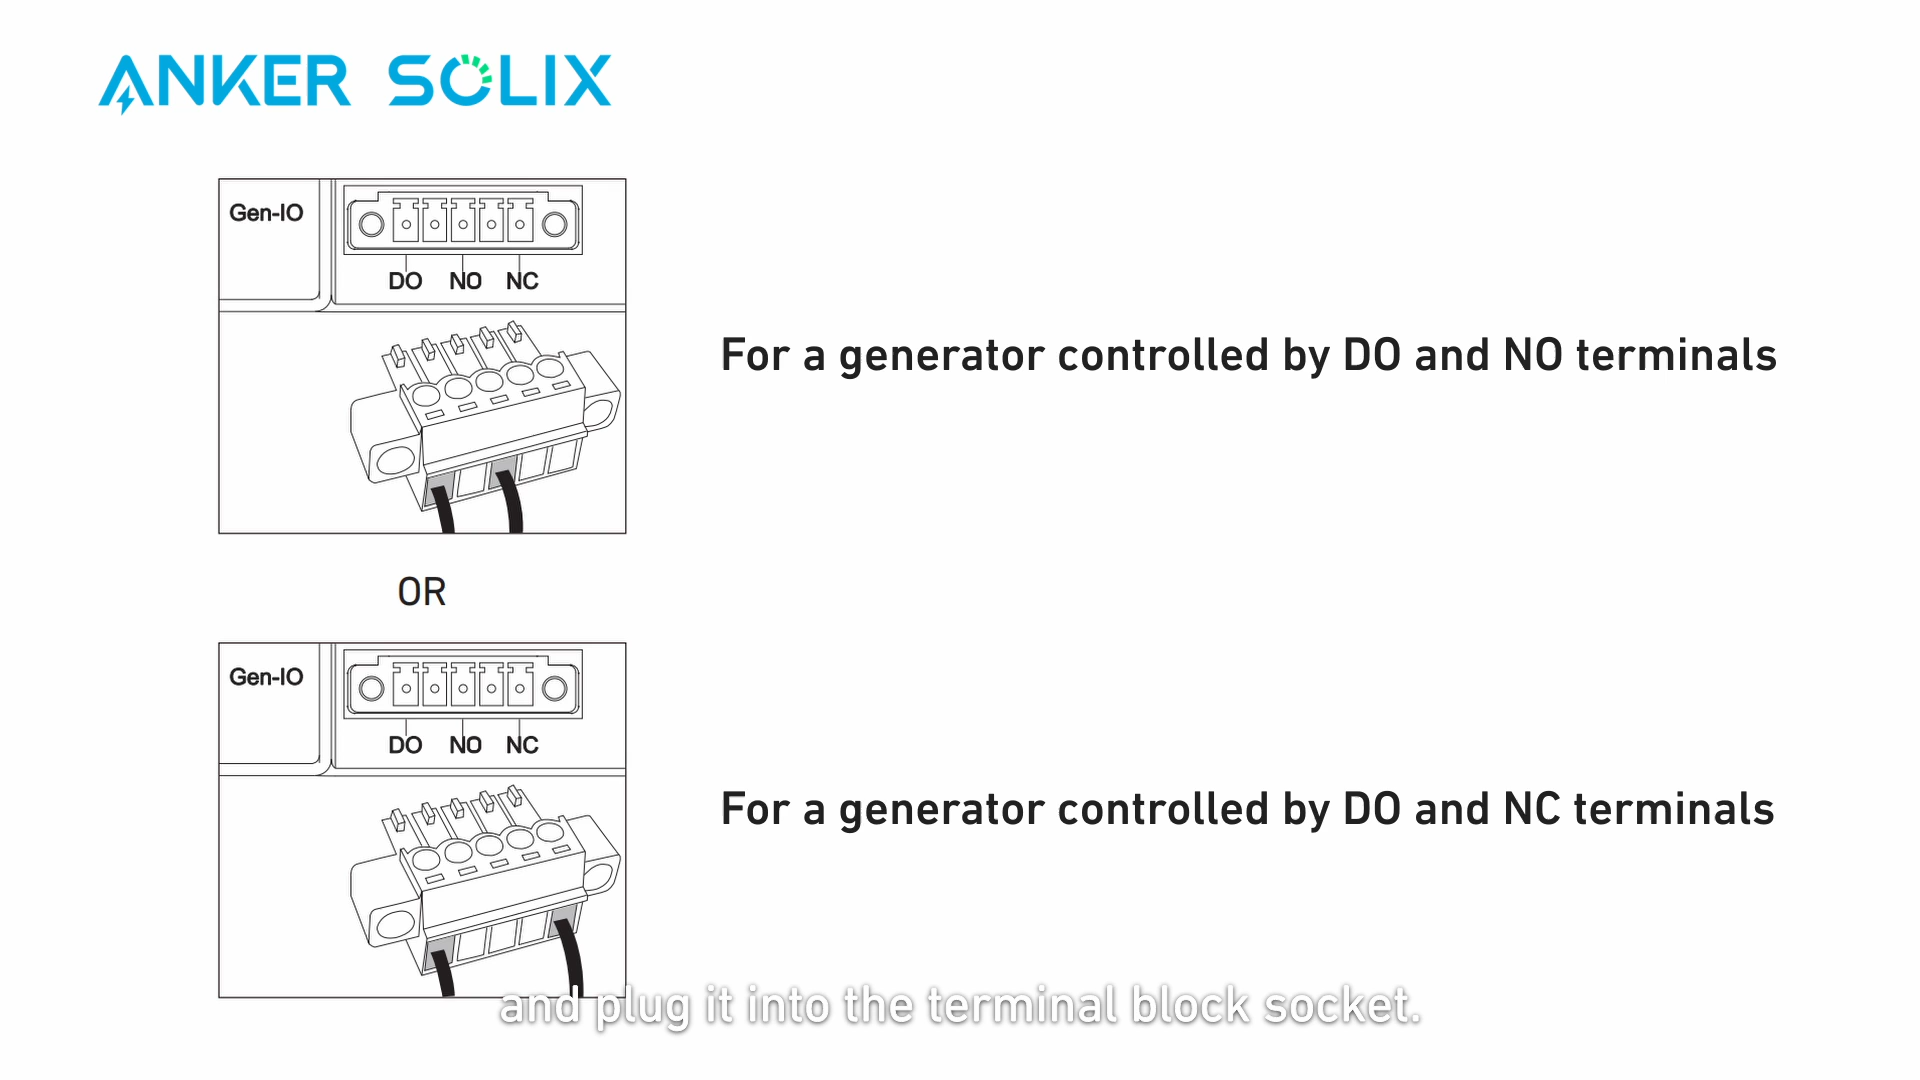 ANKER SOLIX
Gen-IO
DO NO NC
For a generator controlled by DO and NO terminals
OR
Gen-IO
DO NO NC
For a generator controlled by DO and NC terminals
and plug it into the terminal block socket.